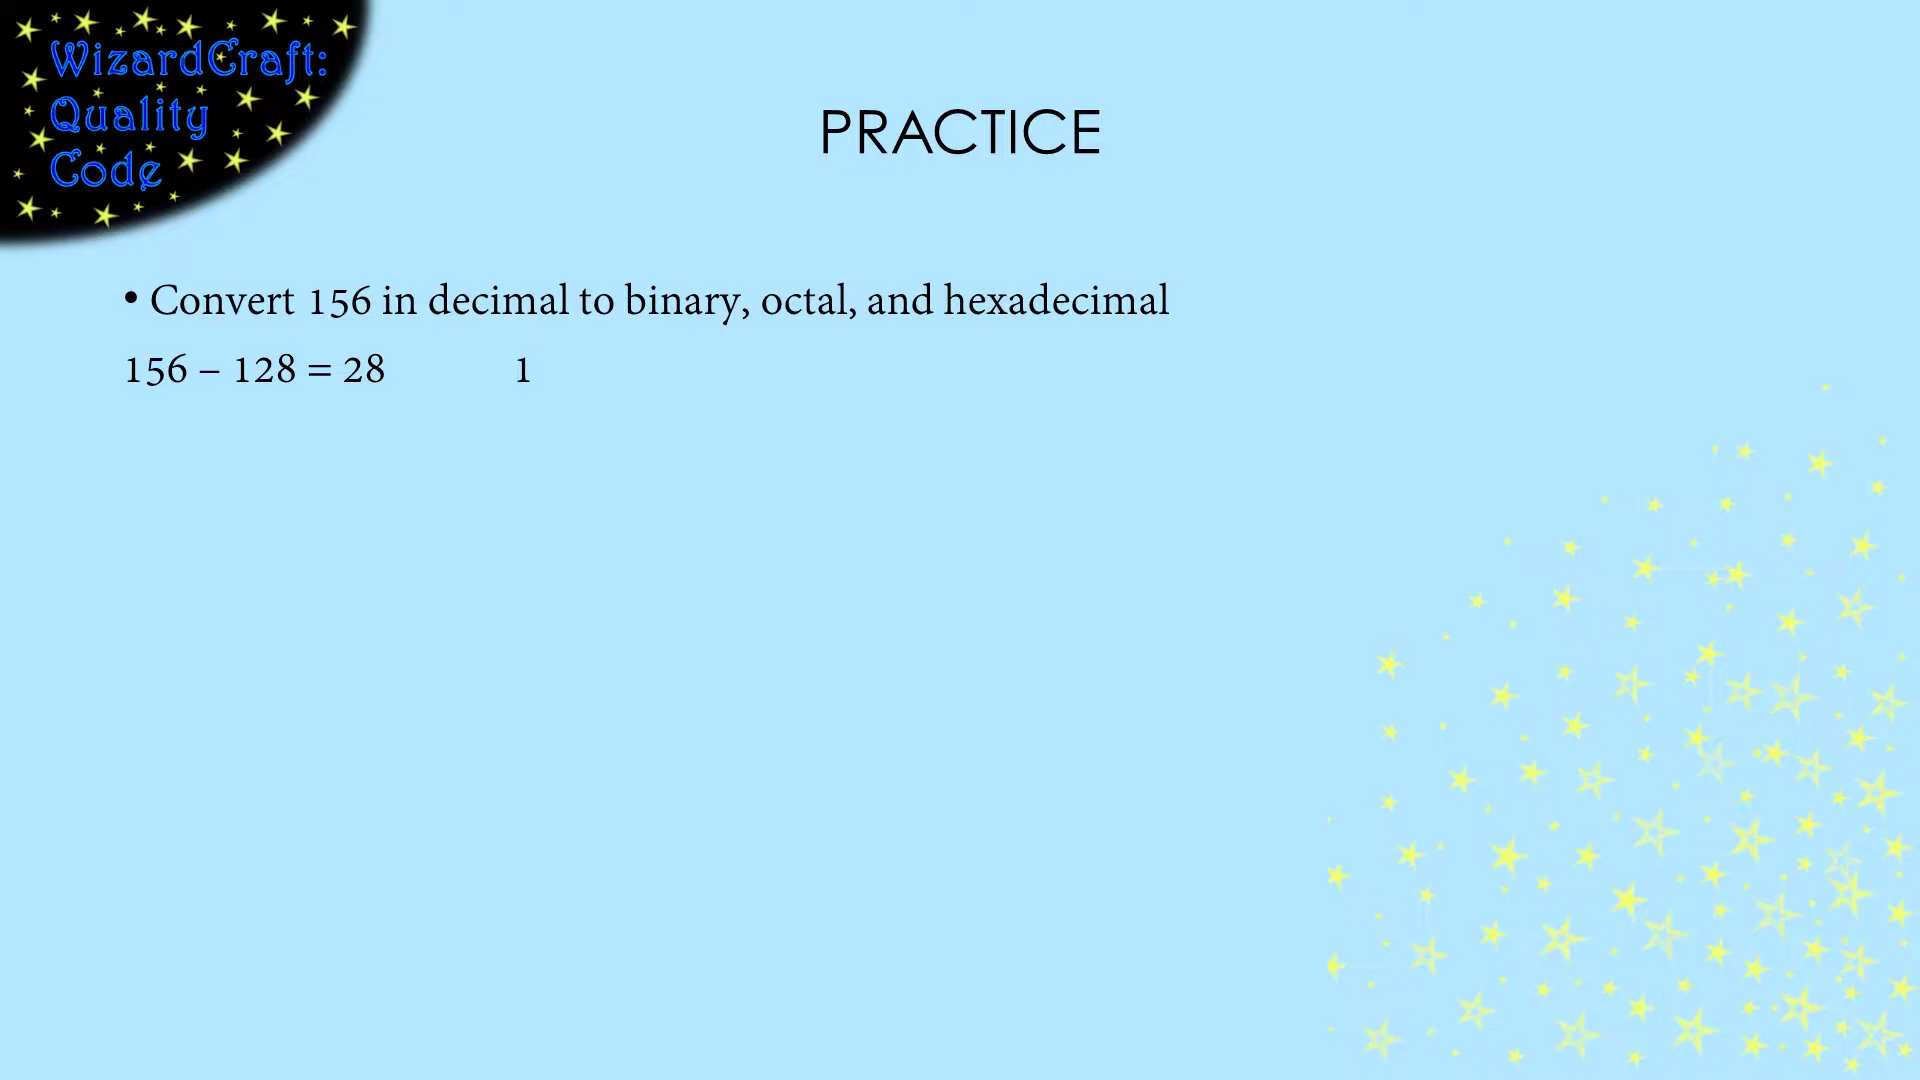 WizardCraft:
Quality
Code
PRACTICE
• Convert 156 in decimal to binary, octal, and hexadecimal
156 – 128 = 28 1